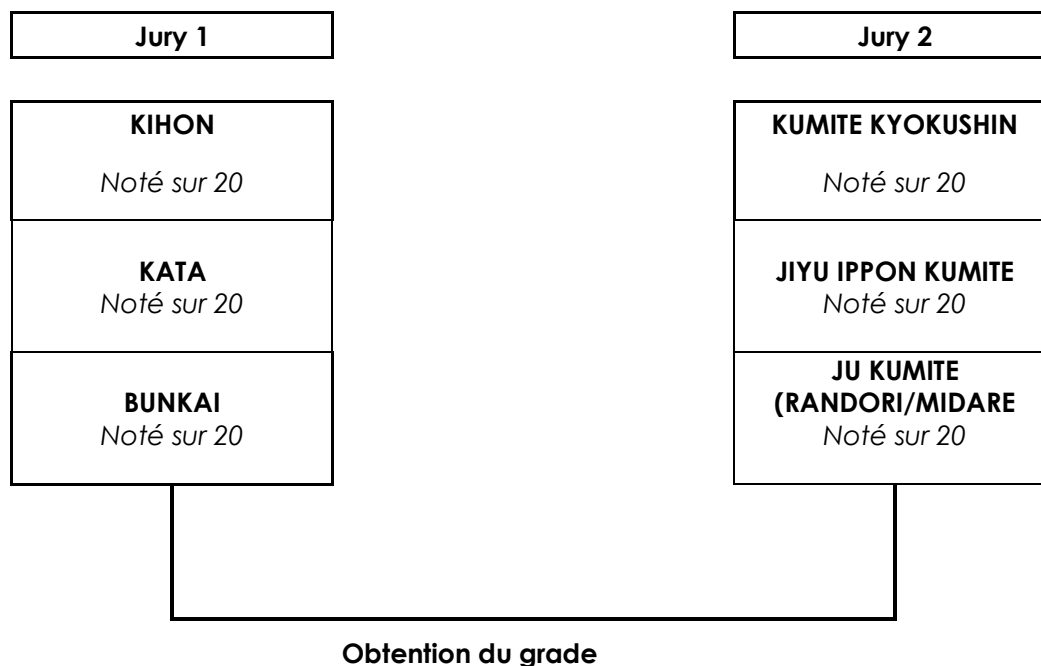 Jury 1
KIHON
Noté sur 20
KATA
Noté sur 20
BUNKAI
Noté sur 20
Jury 2
KUMITE KYOKUSHIN
Noté sur 20
JIYU IPPON KUMITE
Noté sur 20
JU KUMITE
(RANDORI/MIDARE
Noté sur 20
Obtention du grade